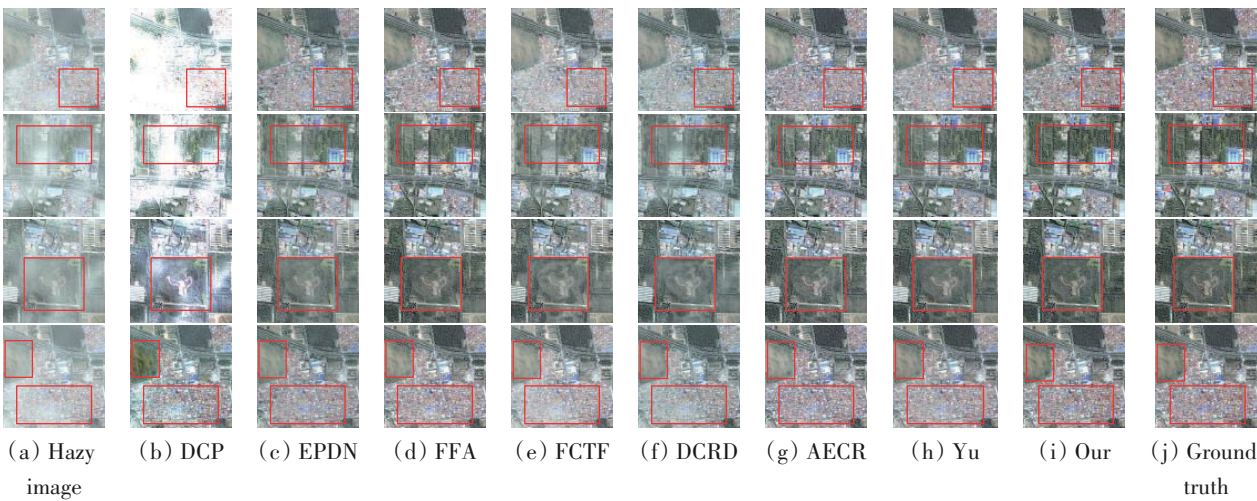 (a) Hazy image
(b) DCP
(c) EPDN
(d) FFA
(e) FCTF
(f) DCRD
(g) AECR
(h) Yu
(i) Our
(j) Ground truth